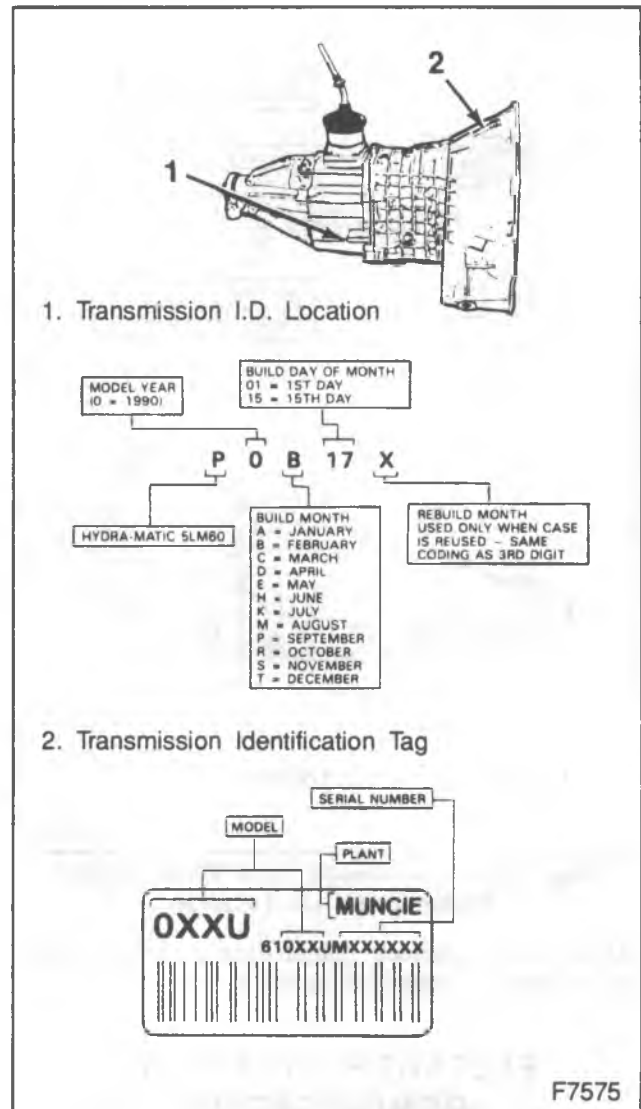 2
1
1. Transmission I.D. Location
MODEL YEAR
(0 = 1990)
BUILD DAY OF MONTH
01 = 1ST DAY
15 = 15TH DAY
P 0 B 17 X
HYDRA-MATIC 5LM60
BUILD MONTH
A = JANUARY
B = FEBRUARY
C = MARCH
D = APRIL
E = MAY
H = JUNE
K = JULY
M = AUGUST
P = SEPTEMBER
R = OCTOBER
S = NOVEMBER
T = DECEMBER
REBUILD MONTH
USED ONLY WHEN CASE
IS REUSED – SAME
CODING AS 3RD DIGIT
2. Transmission Identification Tag
SERIAL NUMBER
MODEL
PLANT
0XXU
MUNCIE
610XXUMXXXXXX
F7575